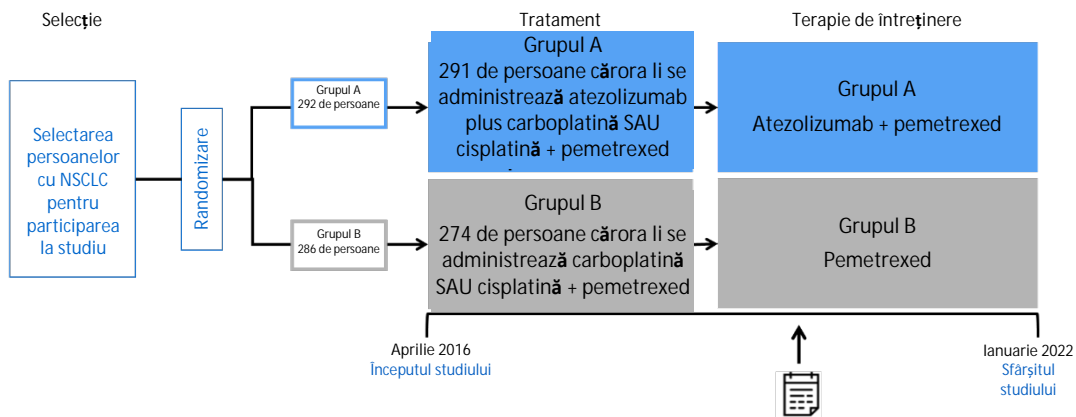 Selecție
Tratament
Terapie de întreținere
Selectarea
persoanelor
cu NSCLC
pentru
participarea
la studiu
Randomizare
Grupul A
292 de persoane
Grupul A
291 de persoane cărora li se
administrează atezolizumab
plus carboplatină SAU
cisplatină + pemetrexed
Grupul A
Atezolizumab + pemetrexed
Grupul B
286 de persoane
Grupul B
274 de persoane cărora li se
administrează carboplatină
SAU cisplatină + pemetrexed
Grupul B
Pemetrexed
Aprilie 2016
Începutul studiului
Ianuarie 2022
Sfârșitul
studiului